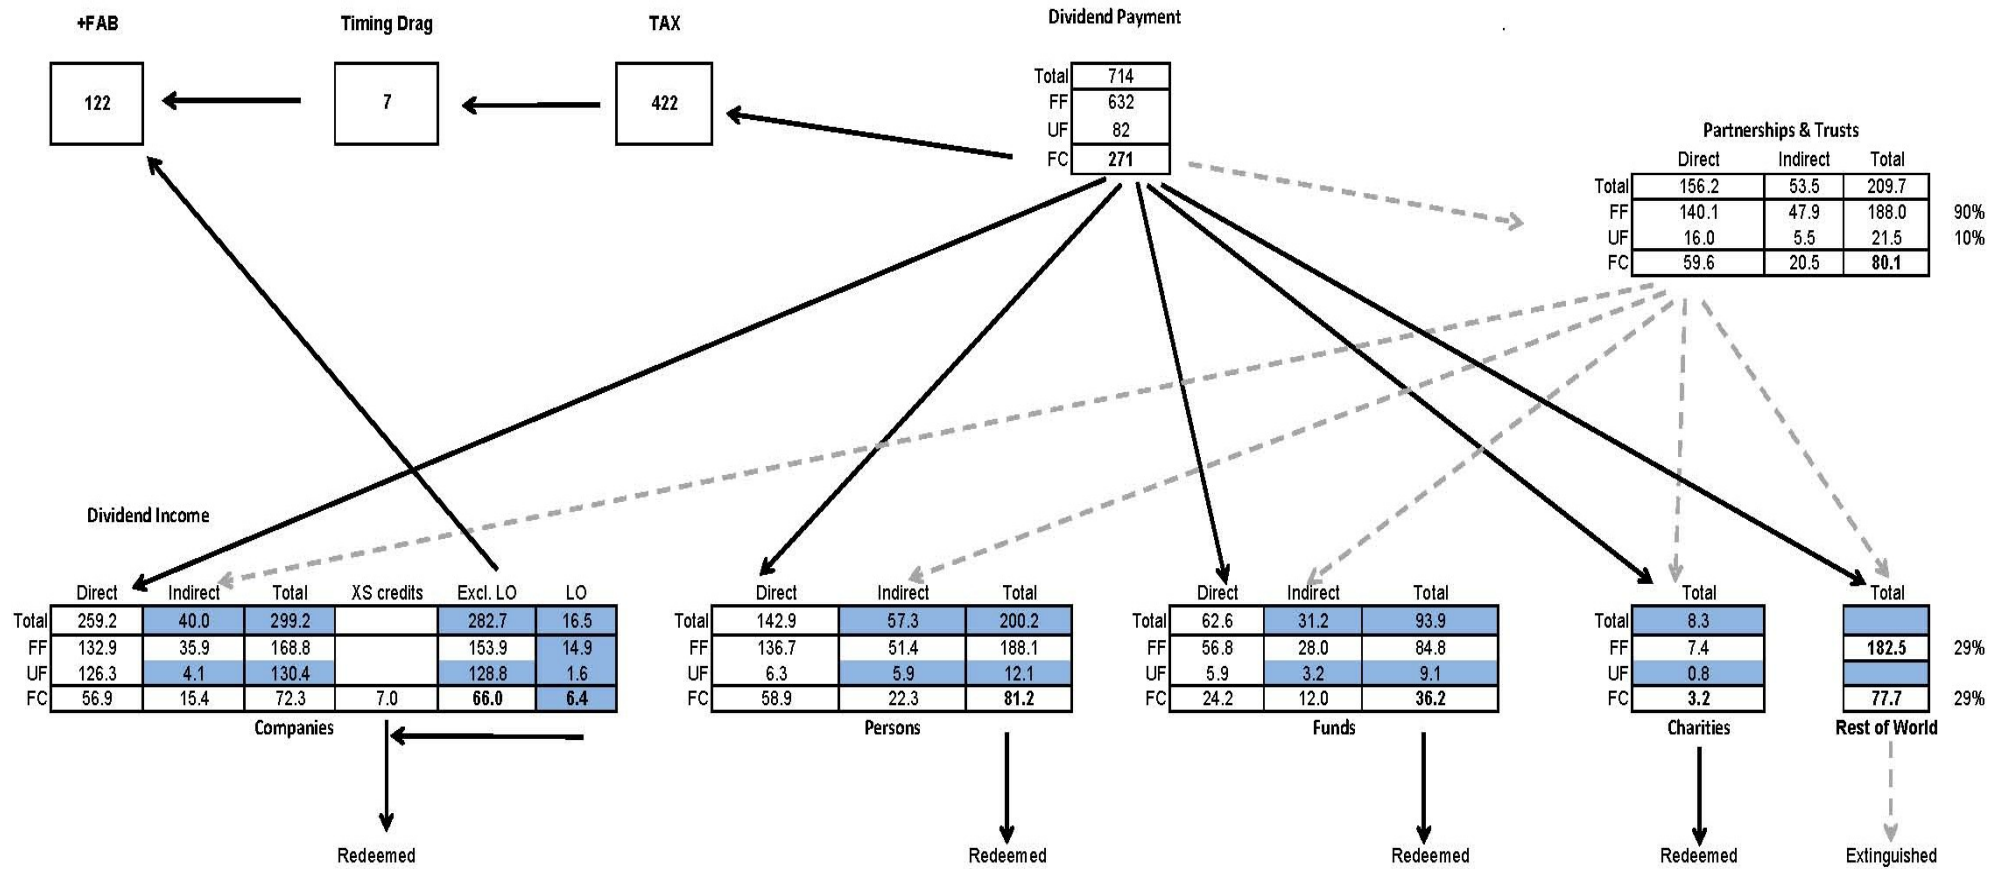 +FAB Timing Drag TAX Dividend Payment
122 7 422
Total 714
FF 632
UF 82
FC 271
Partnerships & Trusts
Direct Indirect Total
Total 156.2 53.5 209.7
FF 140.1 47.9 188.0 90%
UF 16.0 5.5 21.5 10%
FC 59.6 20.5 80.1
Dividend Income
Direct Indirect Total XS credits Excl. LO LO
Total 259.2 40.0 299.2 282.7 16.5
FF 132.9 35.9 168.8 153.9 14.9
UF 126.3 4.1 130.4 128.8 1.6
FC 56.9 15.4 72.3 7.0 66.0 6.4
Companies
Redeemed
Direct Indirect Total
Total 142.9 57.3 200.2
FF 136.7 51.4 188.1
UF 6.3 5.9 12.1
FC 58.9 22.3 81.2
Persons
Redeemed
Direct Indirect Total
Total 62.6 31.2 93.9
FF 56.8 28.0 84.8
UF 5.9 3.2 9.1
FC 24.2 12.0 36.2
Funds
Redeemed
Total
Total 8.3
FF 7.4
UF 0.8
FC 3.2
Charities
Redeemed
Total
182.5 29%
77.7 29%
Rest of World
Extinguished